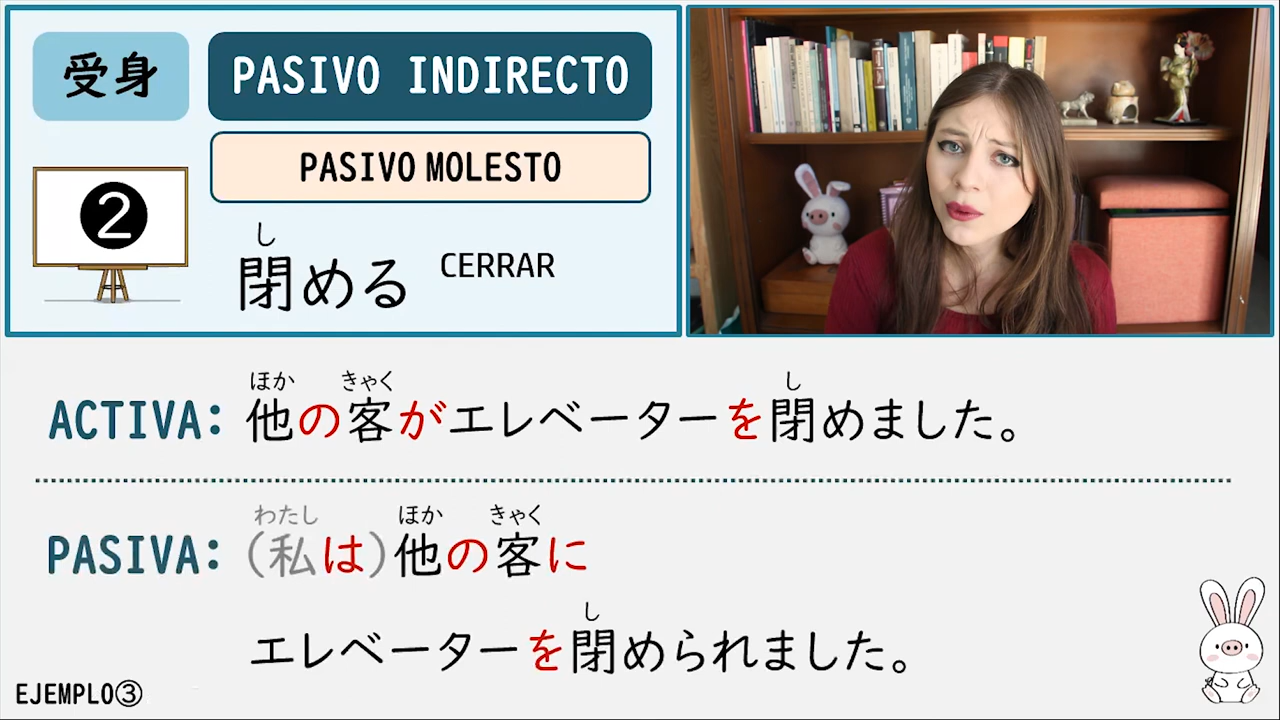 受身
PASIVO INDIRECTO
PASIVO MOLESTO
2
し
閉める CERRAR
ほか きゃく し
ACTIVA: 他の客がエレベーターを閉めました。
わたし ほか きゃく
PASIVA: (私は)他の客に
し
エレベーターを閉められました。
EJEMPLO③